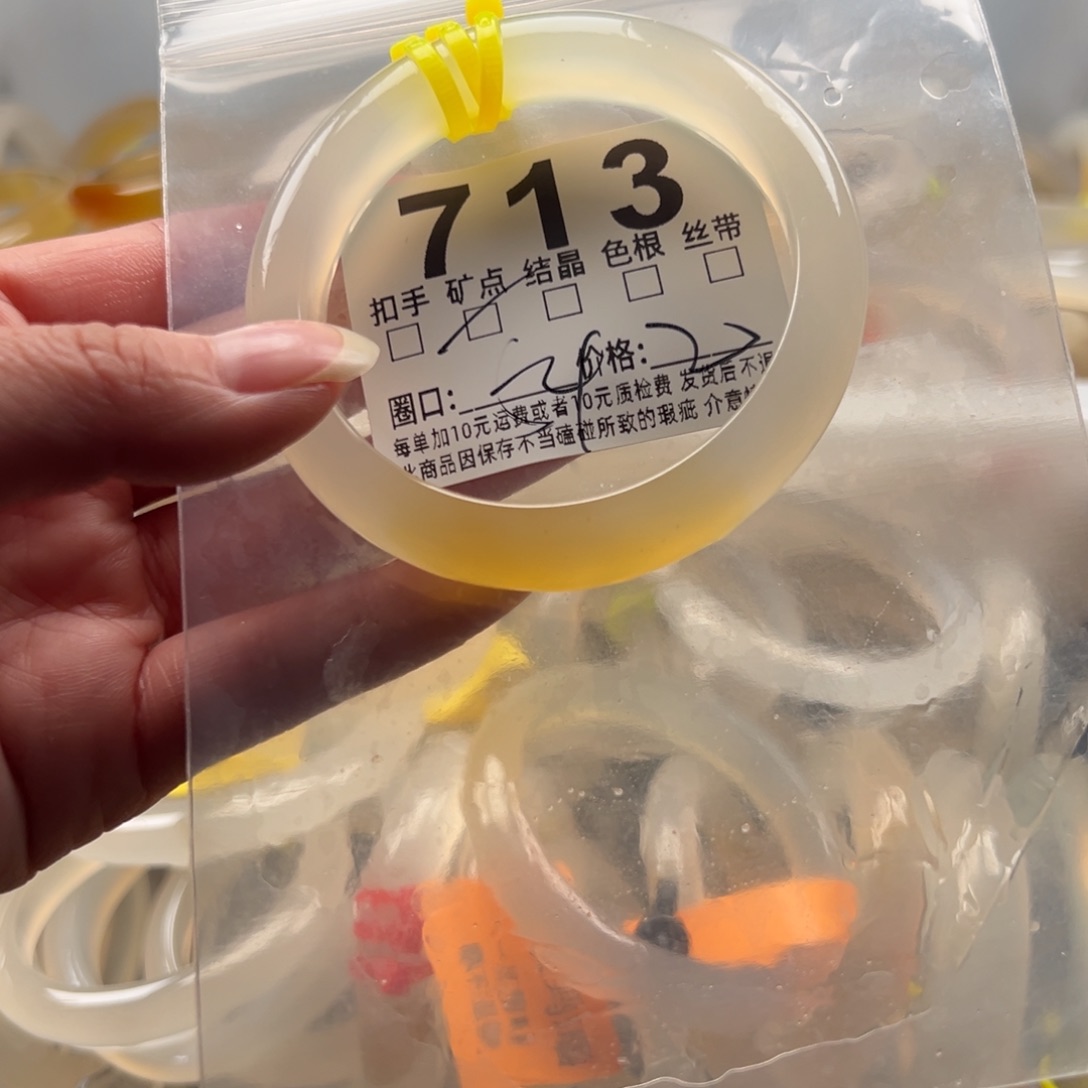 713
扣手 矿点 结晶 色根 丝带
圈口: 价格:
每单加10元运费或者10元质检费 发货后不退
此商品因保存不当磕碰所致的瑕疵 介意